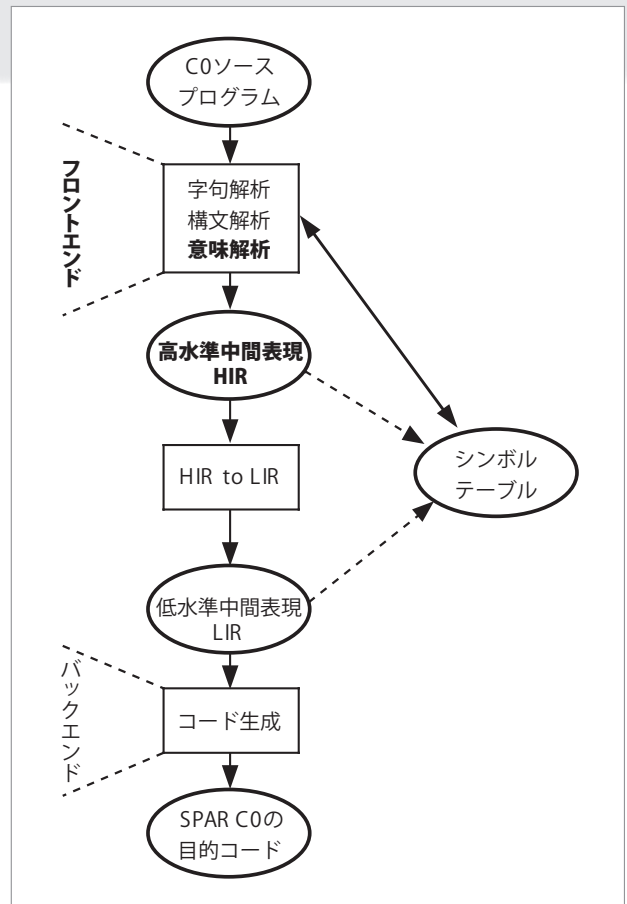 C0ソース
プログラム
フロントエンド
字句解析
構文解析
意味解析
高水準中間表現
HIR
HIR to LIR
シンボル
テーブル
低水準中間表現
LIR
バックエンド
コード生成
SPAR C0の
目的コード